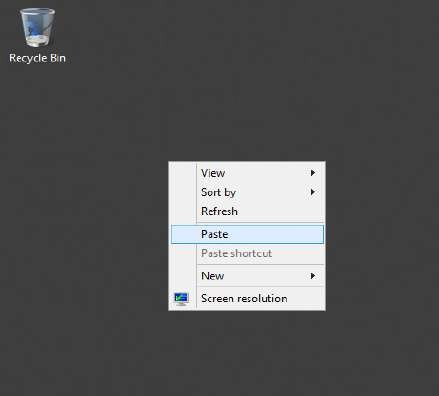 Recycle Bin
View
Sort by
Refresh
Paste
Paste shortcut
New
Screen resolution